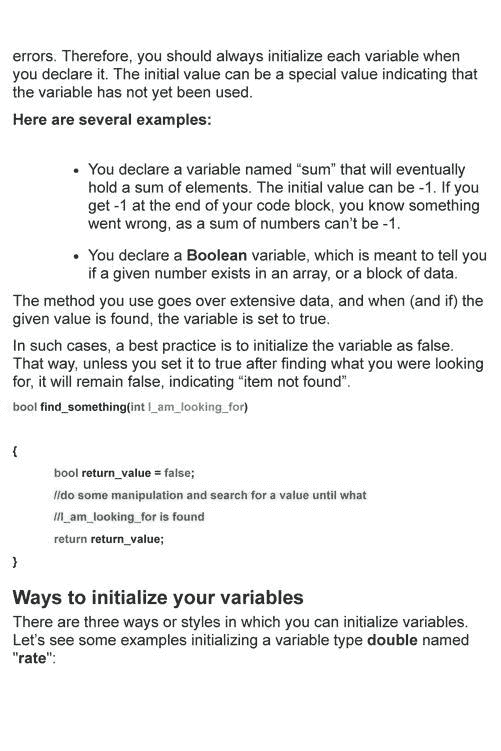 errors. Therefore, you should always initialize each variable when
you declare it. The initial value can be a special value indicating that
the variable has not yet been used.
Here are several examples:
• You declare a variable named “sum” that will eventually
hold a sum of elements. The initial value can be -1. If you
get -1 at the end of your code block, you know something
went wrong, as a sum of numbers can’t be -1.
• You declare a Boolean variable, which is meant to tell you
if a given number exists in an array, or a block of data.
The method you use goes over extensive data, and when (and if) the
given value is found, the variable is set to true.
In such cases, a best practice is to initialize the variable as false.
That way, unless you set it to true after finding what you were looking
for, it will remain false, indicating “item not found”.
bool find_something(int I_am_looking_for)
{
bool return_value = false;
//do some manipulation and search for a value until what
//I_am_looking_for is found
return return_value;
}
Ways to initialize your variables
There are three ways or styles in which you can initialize variables.
Let’s see some examples initializing a variable type double named
"rate":